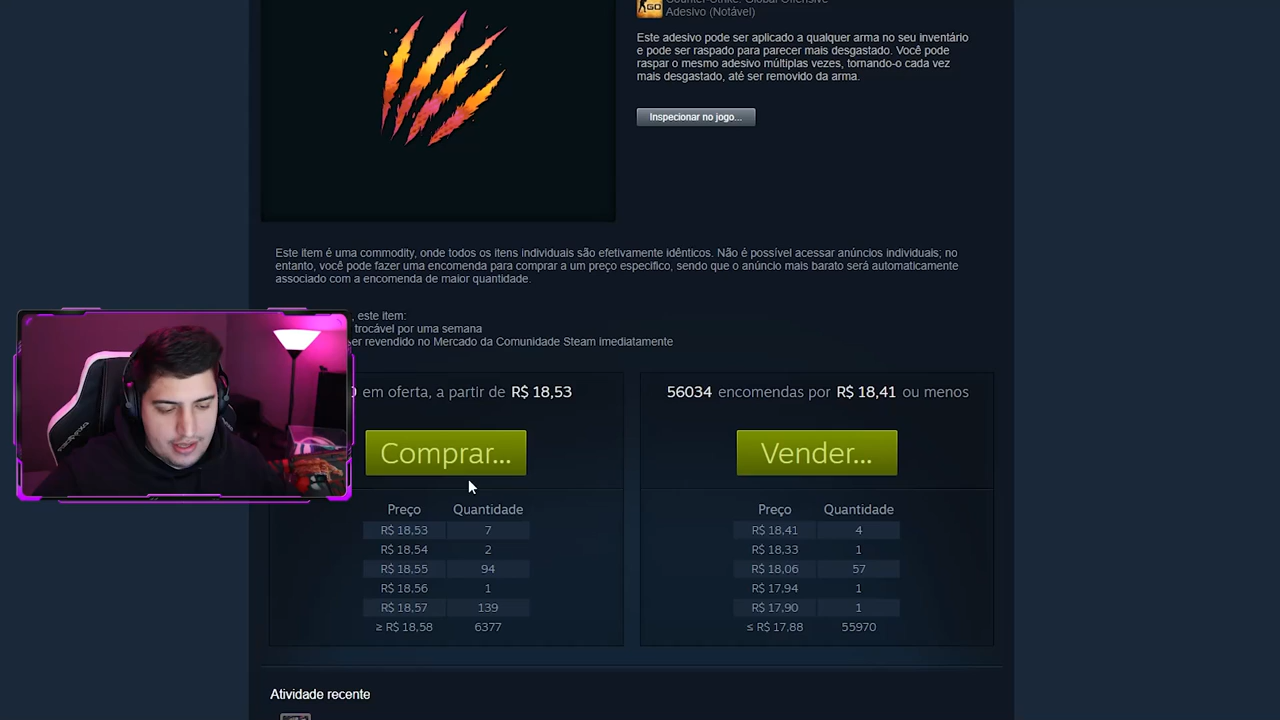 Counter-Strike: Global Offensive
Adesivo (Notável)
Este adesivo pode ser aplicado a qualquer arma no seu inventário
e pode ser raspado para parecer mais desgastado. Você pode
raspar o mesmo adesivo múltiplas vezes, tornando-o cada vez
mais desgastado, até ser removido da arma.
Inspecionar no jogo...
Este item é uma commodity, onde todos os itens individuais são efetivamente idênticos. Não é possível acessar anúncios individuais; no
entanto, você pode fazer uma encomenda para comprar a um preço específico, sendo que o anúncio mais barato será automaticamente
associado com a encomenda de maior quantidade.
, este item:
trocável por uma semana
er revendido no Mercado da Comunidade Steam imediatamente
em oferta, a partir de R$ 18,53
Comprar...
Preço Quantidade
R$ 18,53 7
R$ 18,54 2
R$ 18,55 94
R$ 18,56 1
R$ 18,57 139
≥ R$ 18,58 6377
56034 encomendas por R$ 18,41 ou menos
Vender...
Preço Quantidade
R$ 18,41 4
R$ 18,33 1
R$ 18,06 57
R$ 17,94 1
R$ 17,90 1
≤ R$ 17,88 55970
Atividade recente